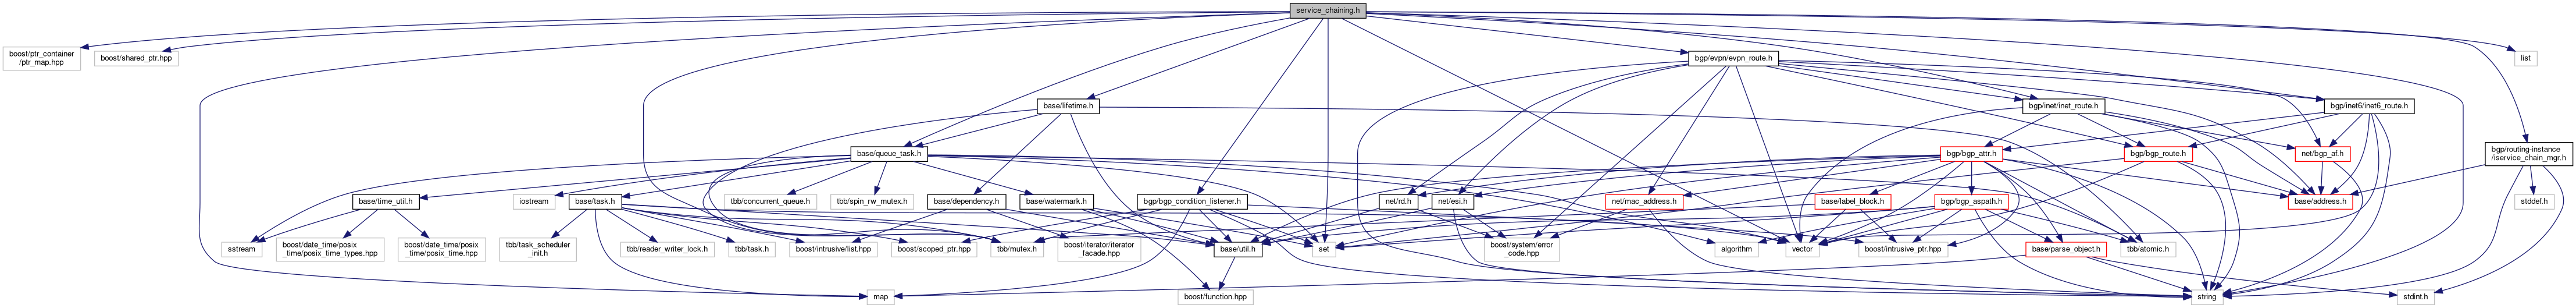 service_chaining.h
boost/ptr_container
/ptr_map.hpp
boost/shared_ptr.hpp
bgp/evpn/evpn_route.h
list
base/lifetime.h
bgp/inet/inet_route.h
bgp/inet6/inet6_route.h
base/queue_task.h
bgp/bgp_attr.h
bgp/bgp_route.h
net/bgp_af.h
bgp/routing-instance
/iservice_chain_mgr.h
base/time_util.h
iostream
base/task.h
tbb/concurrent_queue.h
tbb/spin_rw_mutex.h
base/dependency.h
base/watermark.h
bgp/bgp_condition_listener.h
net/rd.h
net/esi.h
net/mac_address.h
base/label_block.h
bgp/bgp_aspath.h
base/address.h
stddef.h
sstream
boost/date_time/posix
_time/posix_time_types.hpp
boost/date_time/posix
_time/posix_time.hpp
tbb/task_scheduler
_init.h
tbb/reader_writer_lock.h
tbb/task.h
boost/intrusive/list.hpp
boost/scoped_ptr.hpp
tbb/mutex.h
boost/iterator/iterator
_facade.hpp
base/util.h
set
boost/system/error
_code.hpp
algorithm
vector
boost/intrusive_ptr.hpp
base/parse_object.h
tbb/atomic.h
map
boost/function.hpp
string
stdint.h